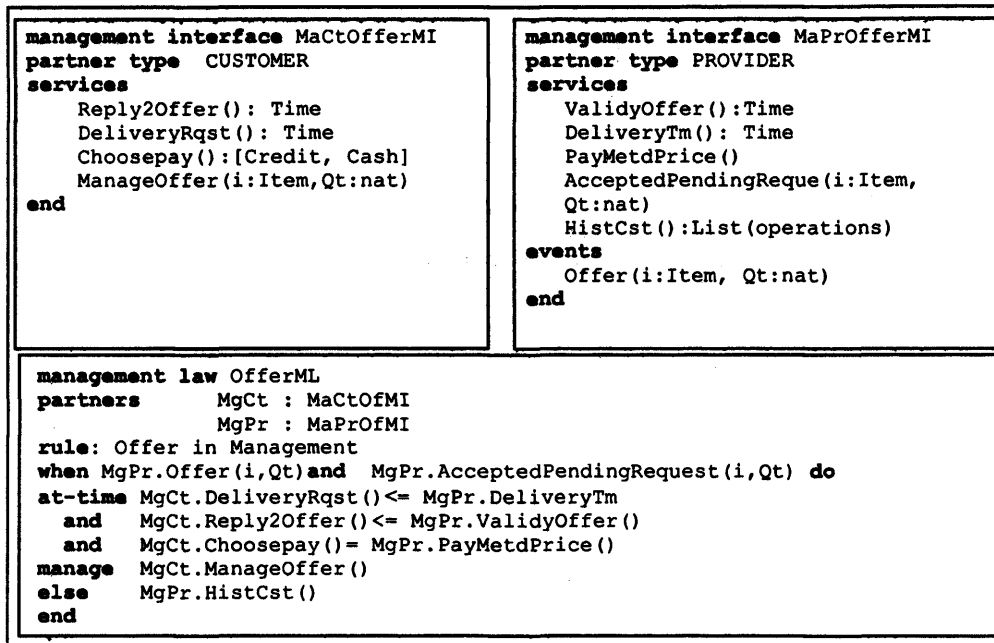 management interface MaCtOfferMI
partner type CUSTOMER
services
Reply2Offer(): Time
DeliveryRqst(): Time
Choosepay():[Credit, Cash]
ManageOffer(i:Item,Qt:nat)
end
management interface MaPrOfferMI
partner type PROVIDER
services
ValidyOffer():Time
DeliveryTm(): Time
PayMetdPrice()
AcceptedPendingReque(i:Item,
Qt:nat)
HistCst():List(operations)
events
Offer(i:Item, Qt:nat)
end
management law OfferML
partners MgCt : MaCtOfMI
MgPr : MaPrOfMI
rule: Offer in Management
when MgPr.Offer(i,Qt)and MgPr.AcceptedPendingRequest(i,Qt) do
at-time MgCt.DeliveryRqst()<= MgPr.DeliveryTm
and MgCt.Reply2Offer()<= MgPr.ValidyOffer()
and MgCt.Choosepay()= MgPr.PayMetdPrice()
manage MgCt.ManageOffer()
else MgPr.HistCst()
end